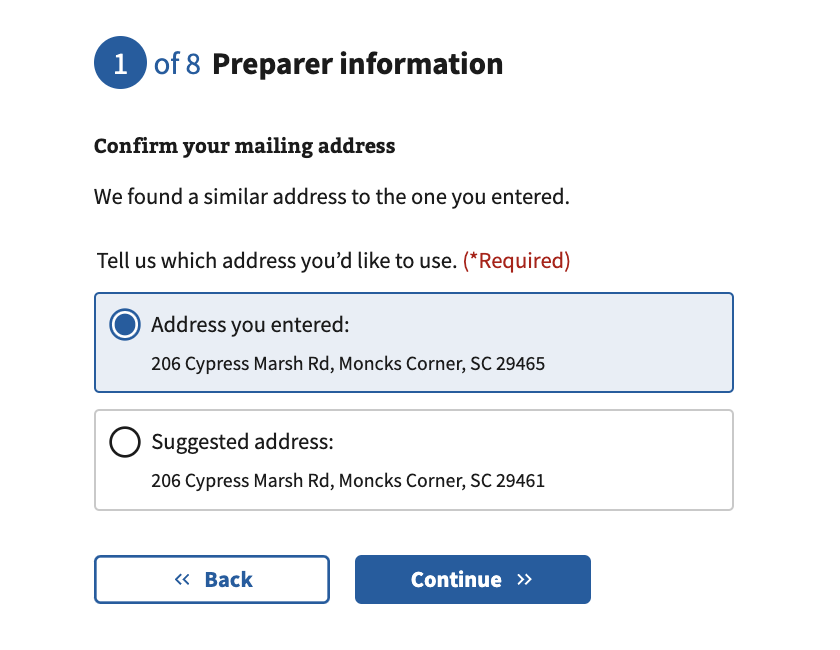 1 of 8 Preparer information
Confirm your mailing address
We found a similar address to the one you entered.
Tell us which address you’d like to use. (*Required)
Address you entered:
206 Cypress Marsh Rd, Moncks Corner, SC 29465
Suggested address:
206 Cypress Marsh Rd, Moncks Corner, SC 29461
« Back
Continue »